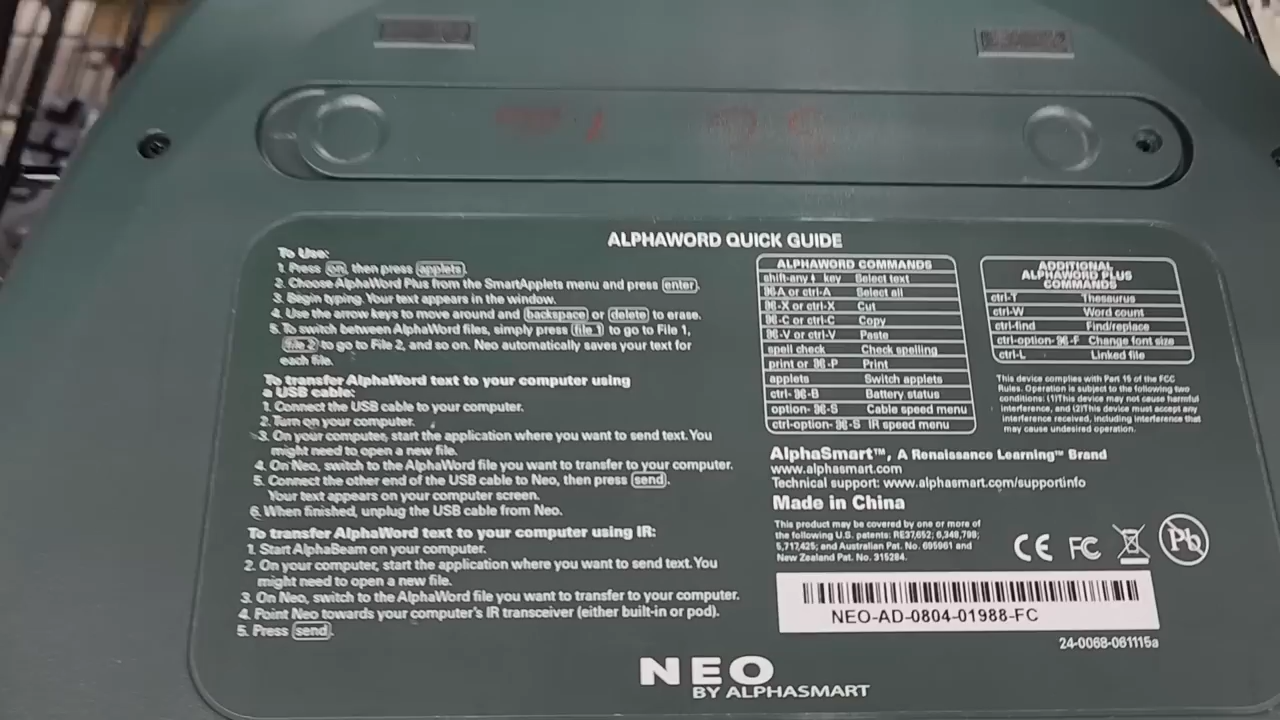 ALPHAWORD QUICK GUIDE
To Use:
1. Press on, then press applets.
2. Choose AlphaWord Plus from the SmartApplets menu and press enter.
3. Begin typing. Your text appears in the window.
4. Use the arrow keys to move around and backspace or delete to erase.
5. To switch between AlphaWord files, simply press file 1 to go to File 1,
file 2 to go to File 2, and so on. Neo automatically saves your text for
each file.
To transfer AlphaWord text to your computer using
a USB cable:
1. Connect the USB cable to your computer.
2. Turn on your computer.
3. On your computer, start the application where you want to send text. You
might need to open a new file.
4. On Neo, switch to the AlphaWord file you want to transfer to your computer.
5. Connect the other end of the USB cable to Neo, then press send.
Your text appears on your computer screen.
6. When finished, unplug the USB cable from Neo.
To transfer AlphaWord text to your computer using IR:
1. Start AlphaBeam on your computer.
2. On your computer, start the application where you want to send text. You
might need to open a new file.
3. On Neo, switch to the AlphaWord file you want to transfer to your computer.
4. Point Neo towards your computer's IR transceiver (either built-in or pod).
5. Press send.
ALPHAWORD COMMANDS
shift-any key Select text
⌘-A or ctrl-A Select all
⌘-X or ctrl-X Cut
⌘-C or ctrl-C Copy
⌘-V or ctrl-V Paste
spell check Check spelling
print or ⌘-P Print
applets Switch applets
ctrl-⌘-B Battery status
option-⌘-S Cable speed menu
ctrl-option-⌘-S IR speed menu
ADDITIONAL
ALPHAWORD PLUS
COMMANDS
ctrl-T Thesaurus
ctrl-W Word count
ctrl-find Find/replace
ctrl-option-⌘-F Change font size
ctrl-L Linked file
This device complies with Part 15 of the FCC
Rules. Operation is subject to the following two
conditions: (1)This device may not cause harmful
interference, and (2)This device must accept any
interference received, including interference that
may cause undesired operation.
AlphaSmart™, A Renaissance Learning™ Brand
www.alphasmart.com
Technical support: www.alphasmart.com/supportinfo
Made in China
This product may be covered by one or more of
the following U.S. patents: RE37,652; 6,348,798;
5,717,425; and Australian Pat. No. 695961 and
New Zealand Pat. No. 315284.
CE FC Pb
NEO-AD-0804-01988-FC
24-0068-061115a
NEO
BY ALPHASMART